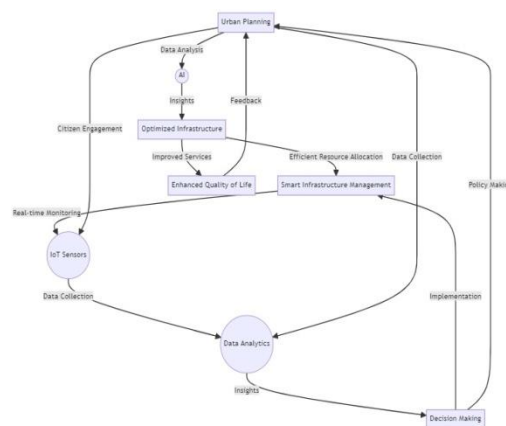 Urban Planning
Data Analysis
AI
Insights
Feedback
Citizen Engagement
Optimized Infrastructure
Improved Services
Efficient Resource Allocation
Data Collection
Enhanced Quality of Life
Smart Infrastructure Management
Policy Making
Real-time Monitoring
IoT Sensors
Data Collection
Implementation
Data Analytics
Insights
Decision Making